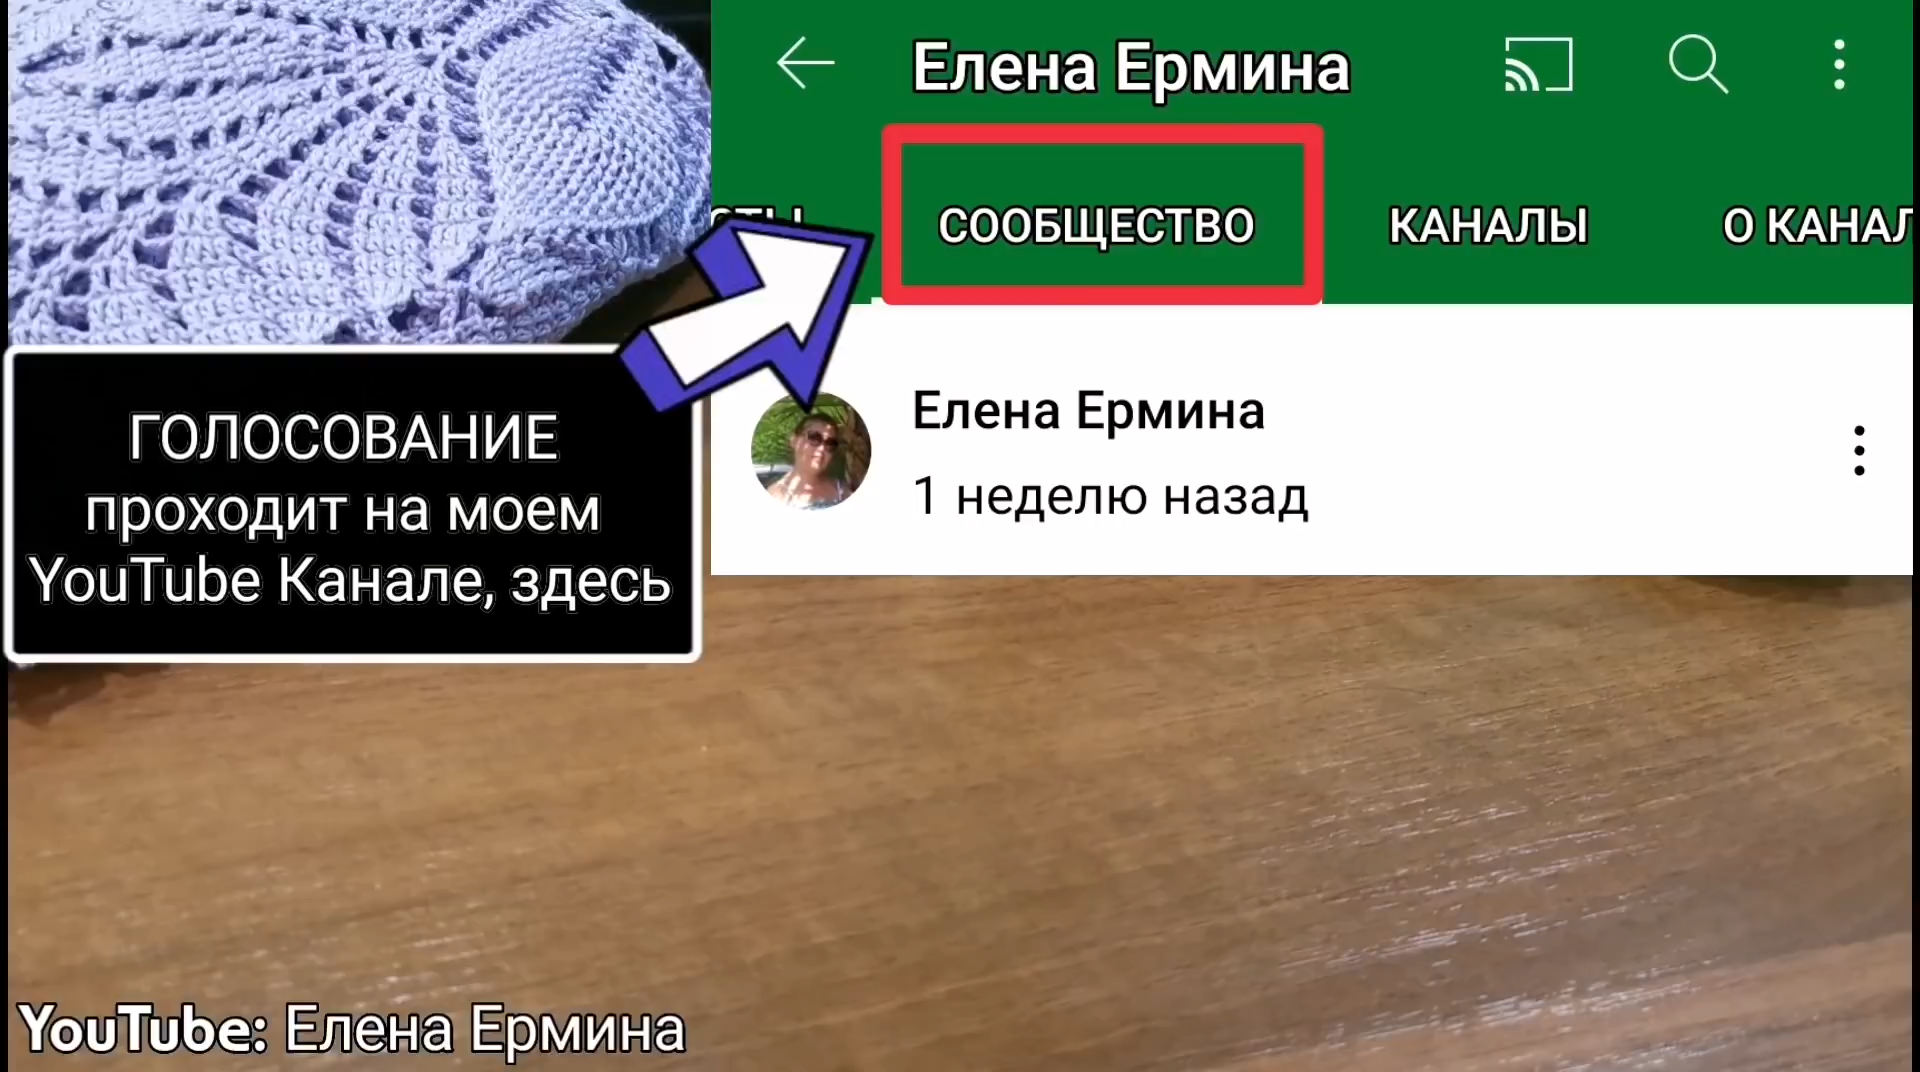 Елена Ермина
СООБЩЕСТВО
КАНАЛЫ
О КАНАЛ
Елена Ермина
1 неделю назад
ГОЛОСОВАНИЕ
проходит на моем
YouTube Канале, здесь
YouTube: Елена Ермина